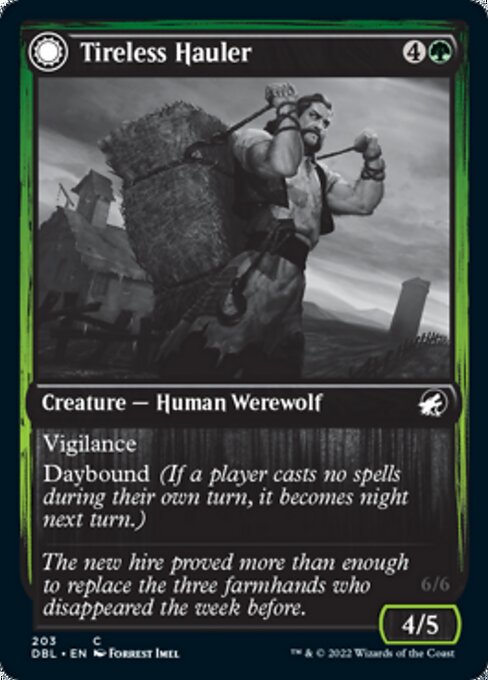 Tireless Hauler 4
Creature — Human Werewolf
Vigilance
Daybound (If a player casts no spells
during their own turn, it becomes night
next turn.)
The new hire proved more than enough
to replace the three farmhands who
disappeared the week before.
6/6
4/5
203 C
DBL • EN Forrest Imel
™ & © 2022 Wizards of the Coast